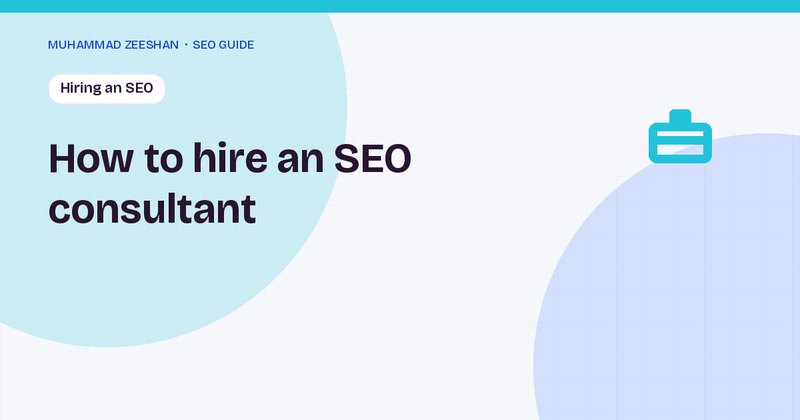 MUHAMMAD ZEESHAN · SEO GUIDE
Hiring an SEO
How to hire an SEO
consultant